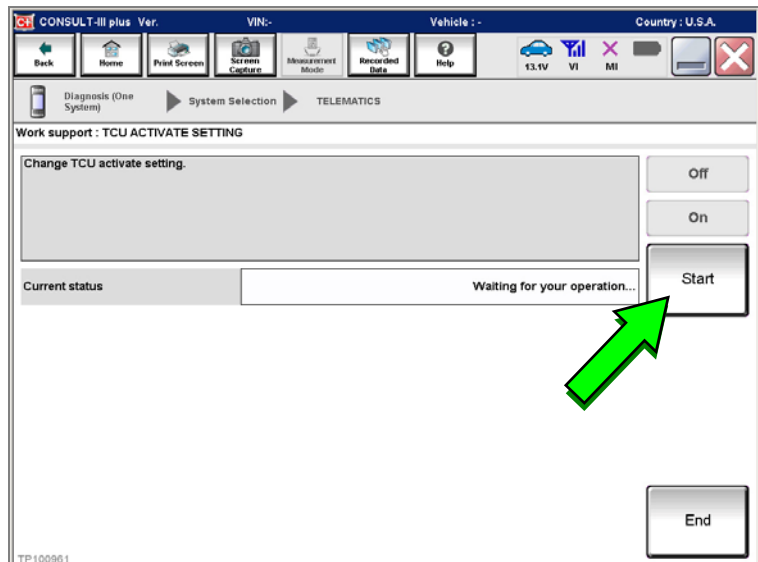 CONSULT-III plus Ver. VIN:- Vehicle : - Country : U.S.A.
Back Home Print Screen Screen Capture Measurement Mode Recorded Data Help 13.1V VI MI
Diagnosis (One System) System Selection TELEMATICS
Work support : TCU ACTIVATE SETTING
Change TCU activate setting.
Off
On
Current status Waiting for your operation... Start
End
TP100961